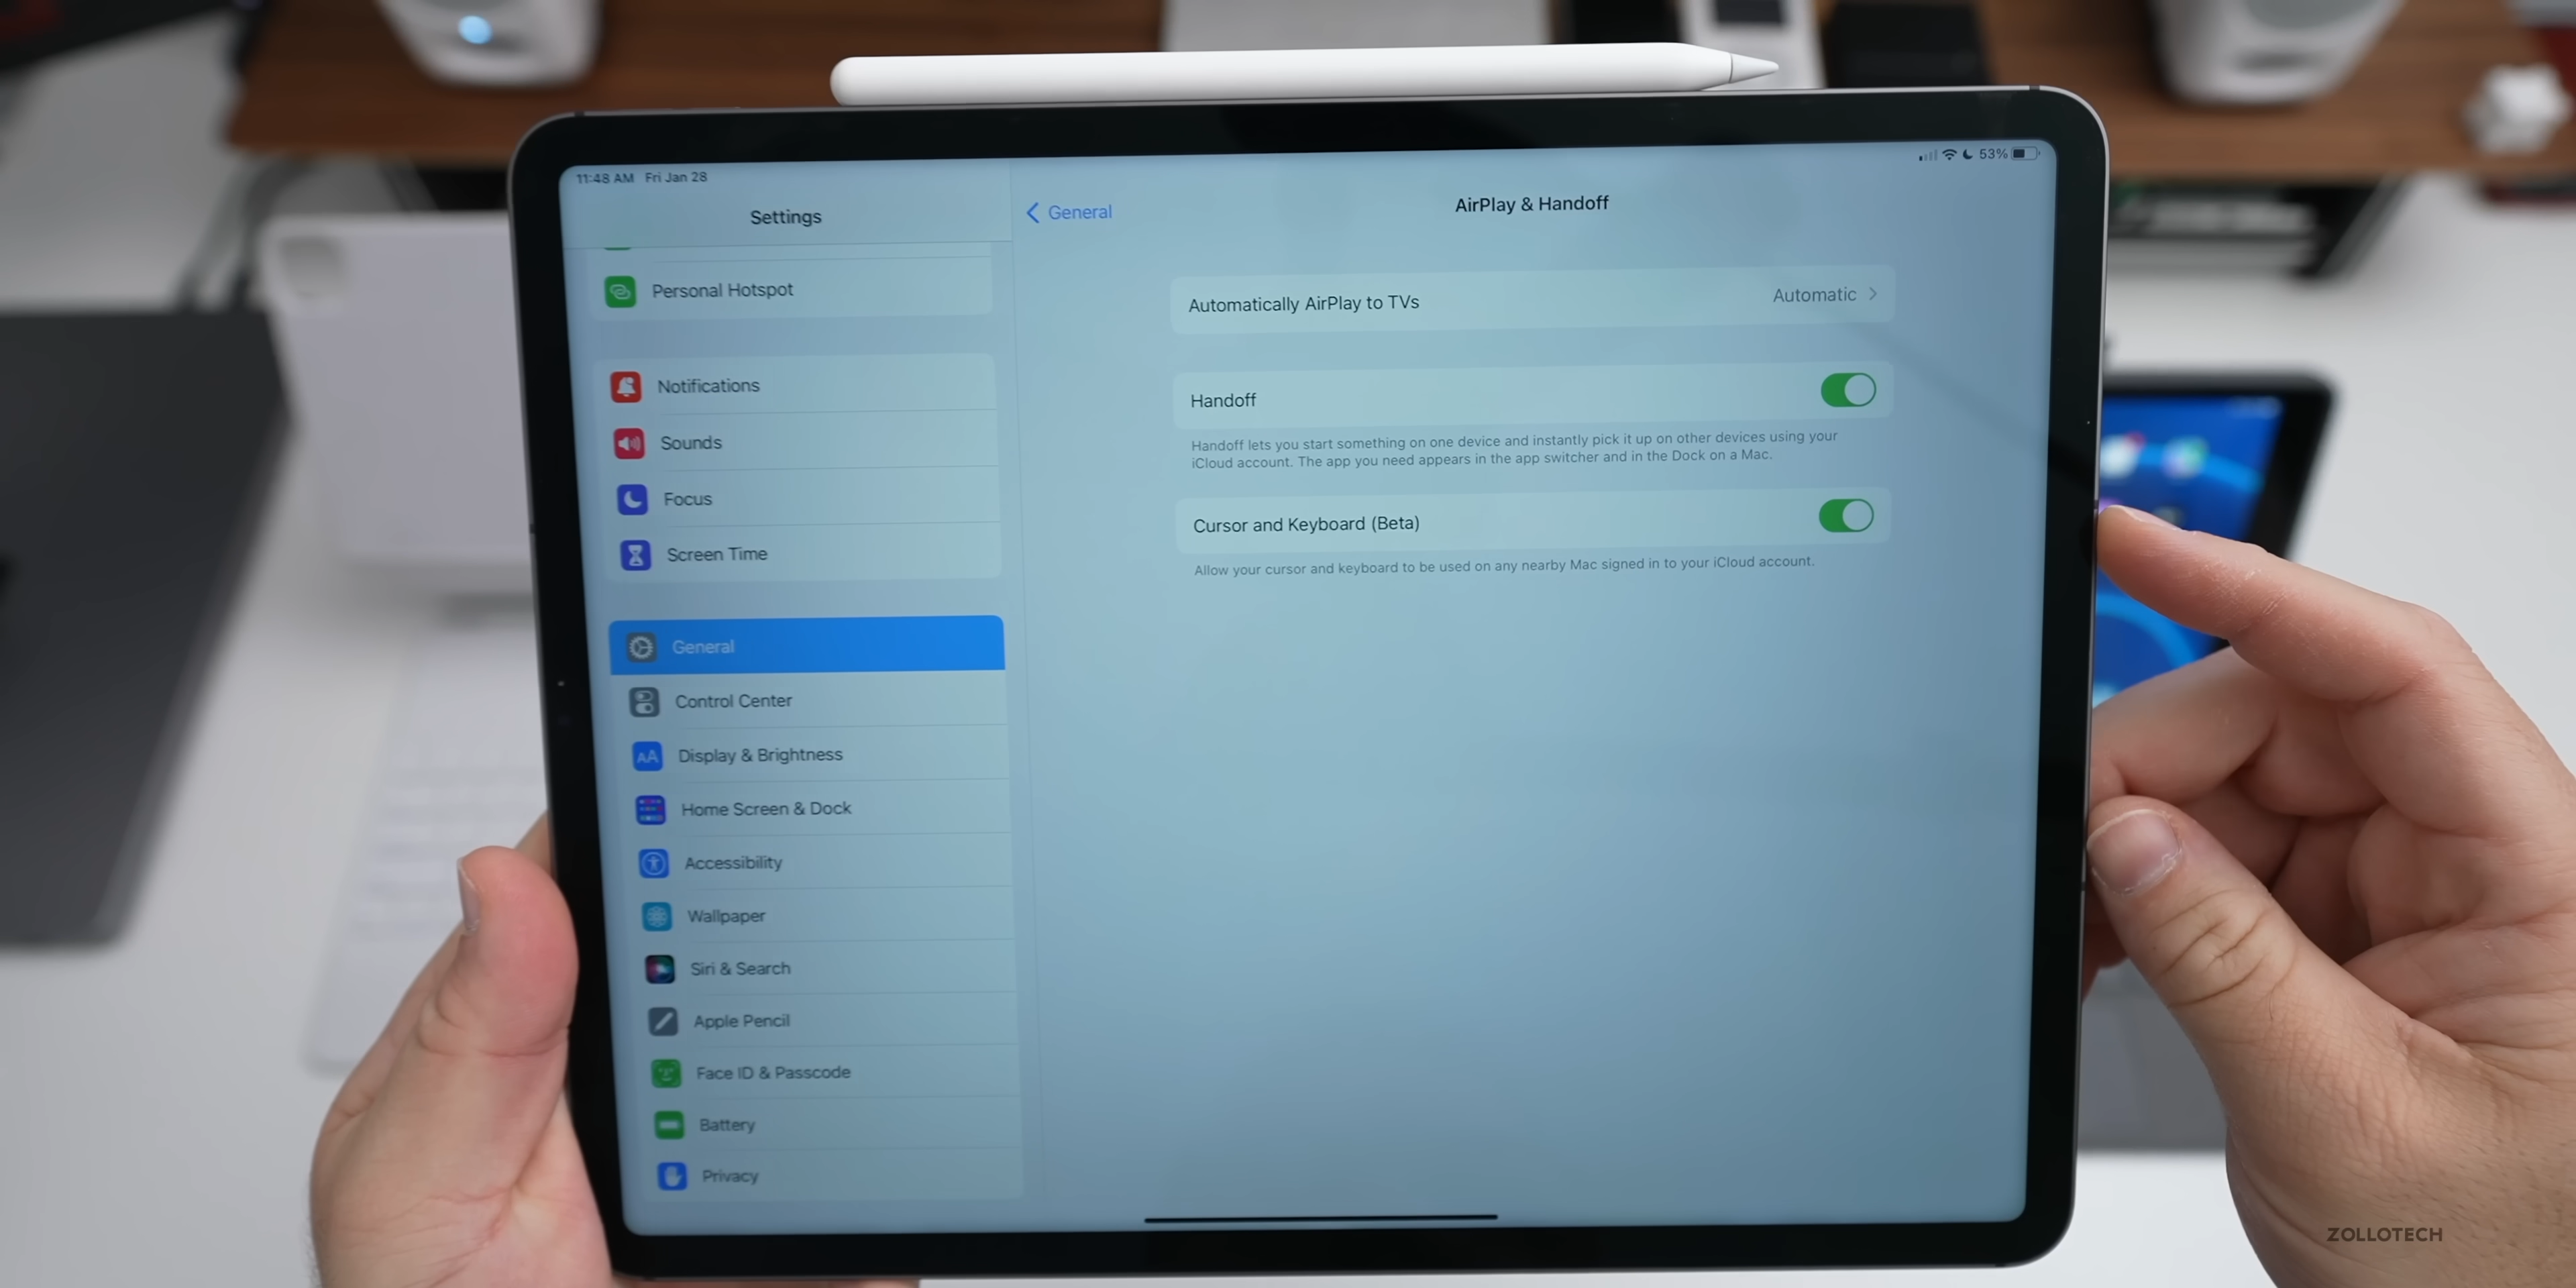 11:48 AM Fri Jan 28
53%
Settings
Personal Hotspot
Notifications
Sounds
Focus
Screen Time
General
Control Center
AA
Display & Brightness
Home Screen & Dock
Accessibility
Wallpaper
Siri & Search
Apple Pencil
Face ID & Passcode
Battery
Privacy
General
AirPlay & Handoff
Automatically AirPlay to TVs
Automatic
Handoff
Handoff lets you start something on one device and instantly pick it up on other devices using your
iCloud account. The app you need appears in the app switcher and in the Dock on a Mac.
Cursor and Keyboard (Beta)
Allow your cursor and keyboard to be used on any nearby Mac signed in to your iCloud account.
ZOLLOTECH